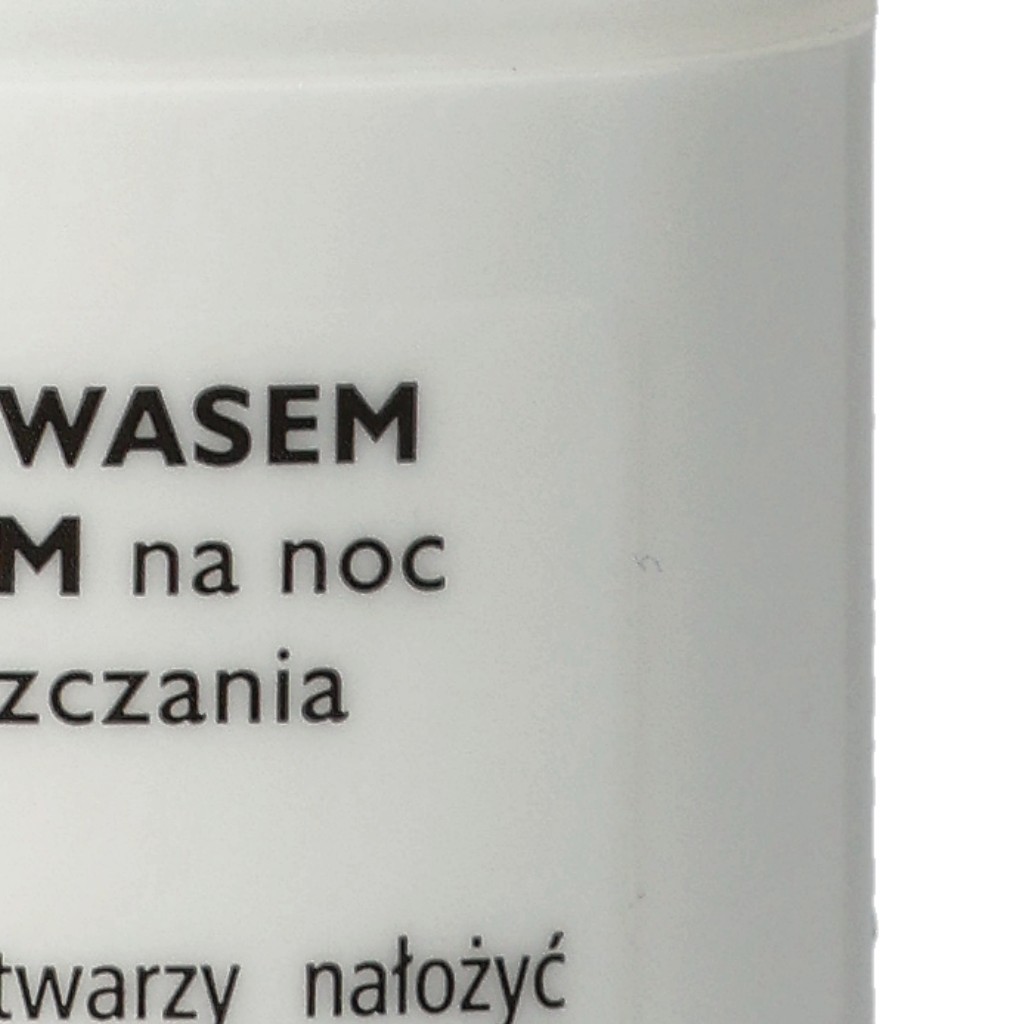 WASEM
M na noc
zczania
twarzy nałożyć